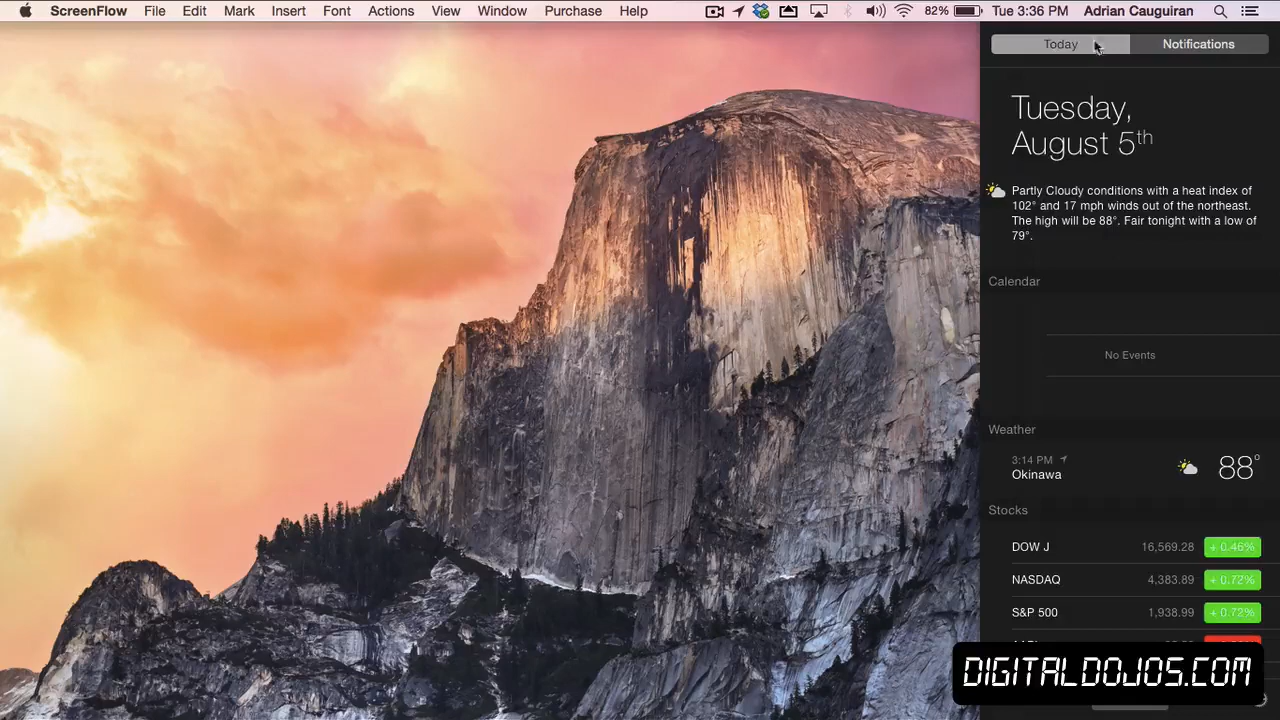 ScreenFlow File Edit Mark Insert Font Actions View Window Purchase Help 82% Tue 3:36 PM Adrian Cauguiran
Today Notifications
Tuesday,
August 5th
Partly Cloudy conditions with a heat index of
102° and 17 mph winds out of the northeast.
The high will be 88°. Fair tonight with a low of
79°.
Calendar
No Events
Weather
3:14 PM
Okinawa
88°
Stocks
DOW J 16,569.28 + 0.46%
NASDAQ 4,383.89 + 0.72%
S&P 500 1,938.99 + 0.72%
DIGITALDOJOS.COM